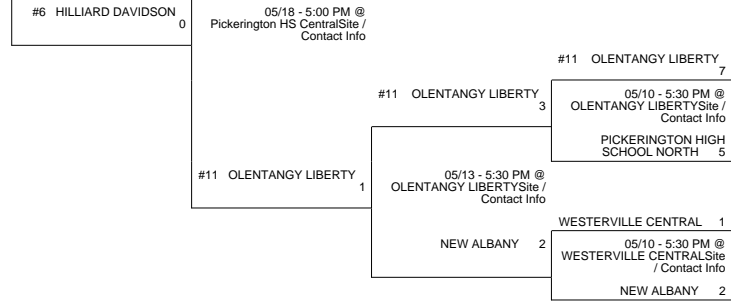 #6 HILLIARD DAVIDSON
0
05/18 - 5:00 PM @
Pickerington HS CentralSite /
Contact Info
#11 OLENTANGY LIBERTY
7
#11 OLENTANGY LIBERTY
3
05/10 - 5:30 PM @
OLENTANGY LIBERTYSite /
Contact Info
PICKERINGTON HIGH
SCHOOL NORTH 5
#11 OLENTANGY LIBERTY
1
05/13 - 5:30 PM @
OLENTANGY LIBERTYSite /
Contact Info
WESTERVILLE CENTRAL 1
NEW ALBANY 2
05/10 - 5:30 PM @
WESTERVILLE CENTRALSite
/ Contact Info
NEW ALBANY 2